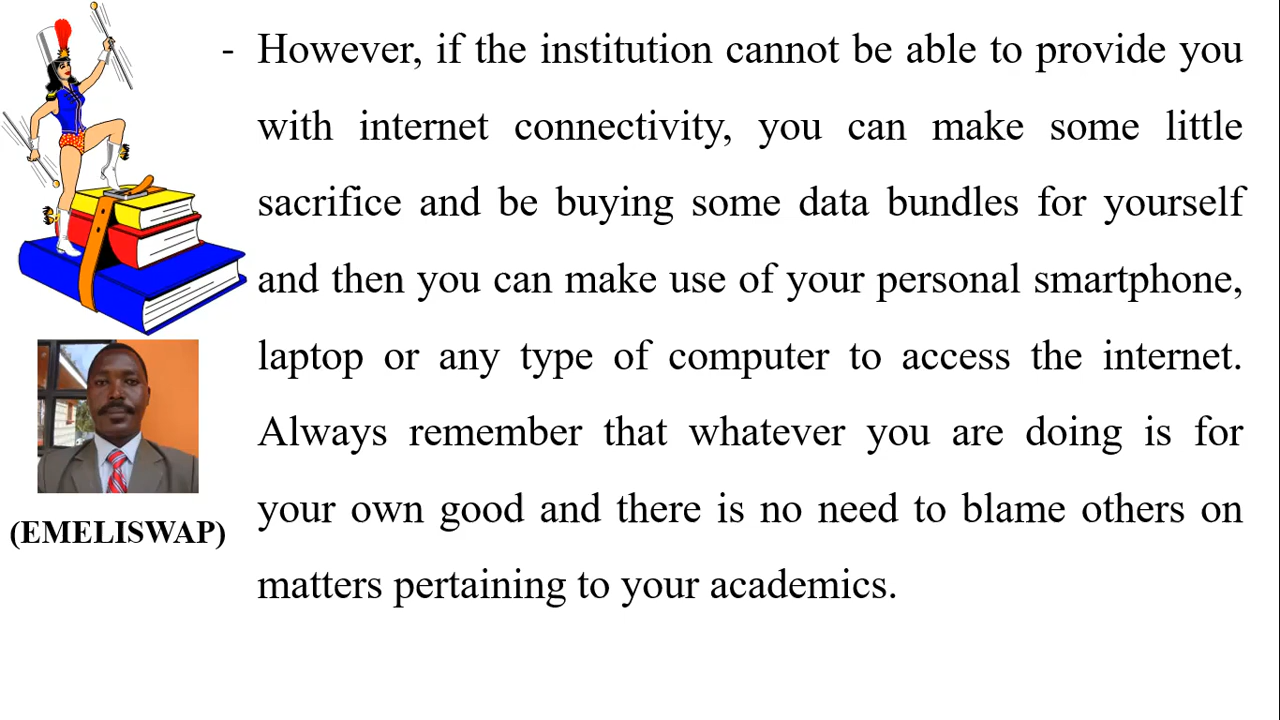 - However, if the institution cannot be able to provide you
with internet connectivity, you can make some little
sacrifice and be buying some data bundles for yourself
and then you can make use of your personal smartphone,
laptop or any type of computer to access the internet.
Always remember that whatever you are doing is for
your own good and there is no need to blame others on
matters pertaining to your academics.
(EMELISWAP)